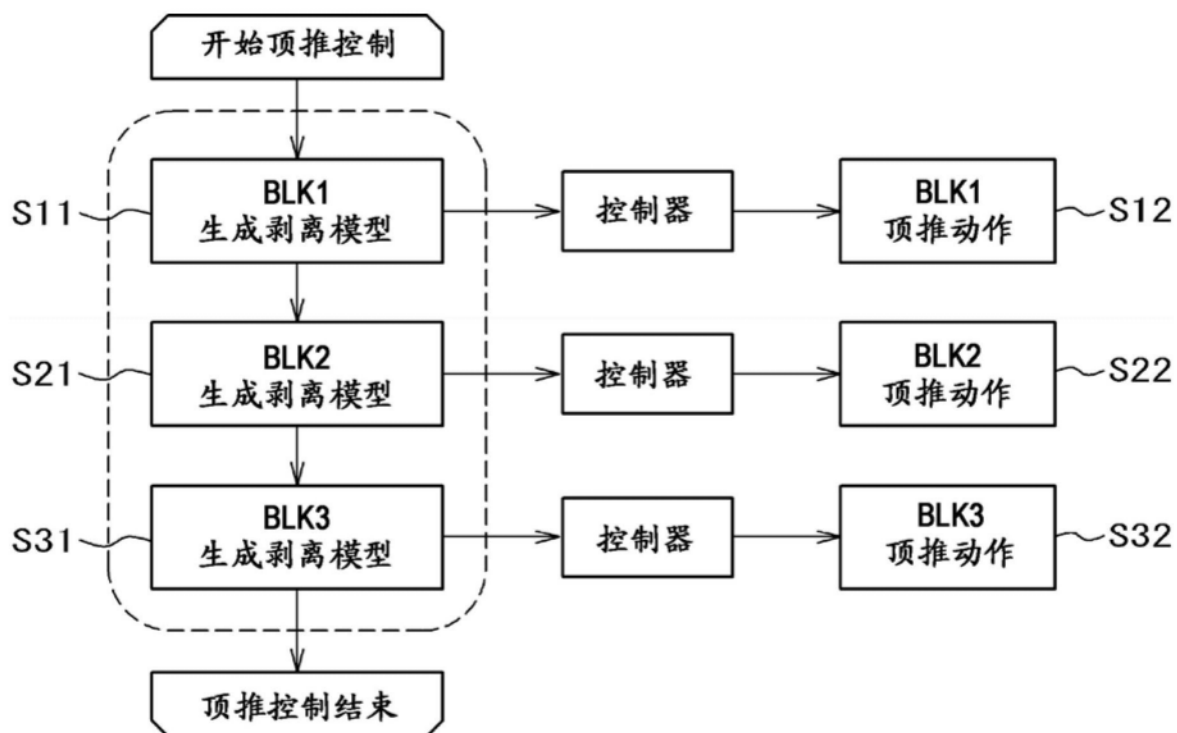 开始顶推控制
S11
BLK1
生成剥离模型
控制器
BLK1
顶推动作
S12
S21
BLK2
生成剥离模型
控制器
BLK2
顶推动作
S22
S31
BLK3
生成剥离模型
控制器
BLK3
顶推动作
S32
顶推控制结束